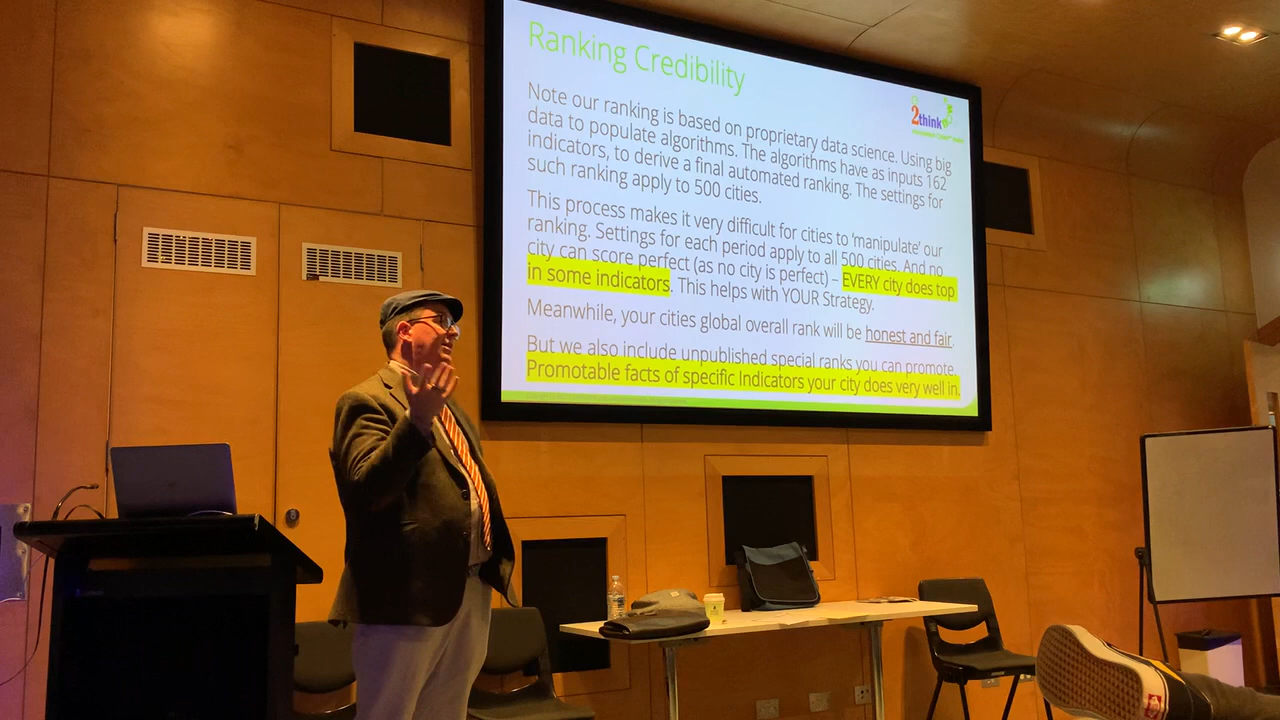 Ranking Credibility
2think
Note our ranking is based on proprietary data science. Using big
data to populate algorithms. The algorithms have as inputs 162
indicators, to derive a final automated ranking. The settings for
such ranking apply to 500 cities.
This process makes it very difficult for cities to ‘manipulate’ our
ranking. Settings for each period apply to all 500 cities. And no
city can score perfect (as no city is perfect) – EVERY city does top
in some indicators. This helps with YOUR Strategy.
Meanwhile, your cities global overall rank will be honest and fair.
But we also include unpublished special ranks you can promote.
Promotable facts of specific Indicators your city does very well in.